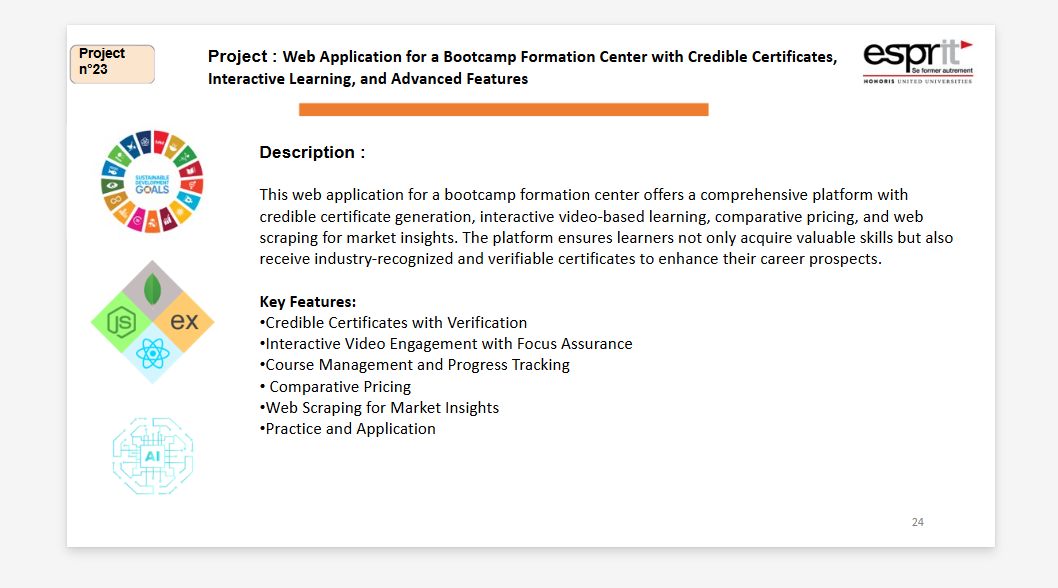 Project
n°23
Project : Web Application for a Bootcamp Formation Center with Credible Certificates,
Interactive Learning, and Advanced Features
esprit
Se former autrement
HONORIS UNITED UNIVERSITIES
SUSTAINABLE
DEVELOPMENT
GOALS
Description :
This web application for a bootcamp formation center offers a comprehensive platform with
credible certificate generation, interactive video-based learning, comparative pricing, and web
scraping for market insights. The platform ensures learners not only acquire valuable skills but also
receive industry-recognized and verifiable certificates to enhance their career prospects.
JS
ex
Key Features:
•Credible Certificates with Verification
•Interactive Video Engagement with Focus Assurance
•Course Management and Progress Tracking
• Comparative Pricing
•Web Scraping for Market Insights
•Practice and Application
AI
24